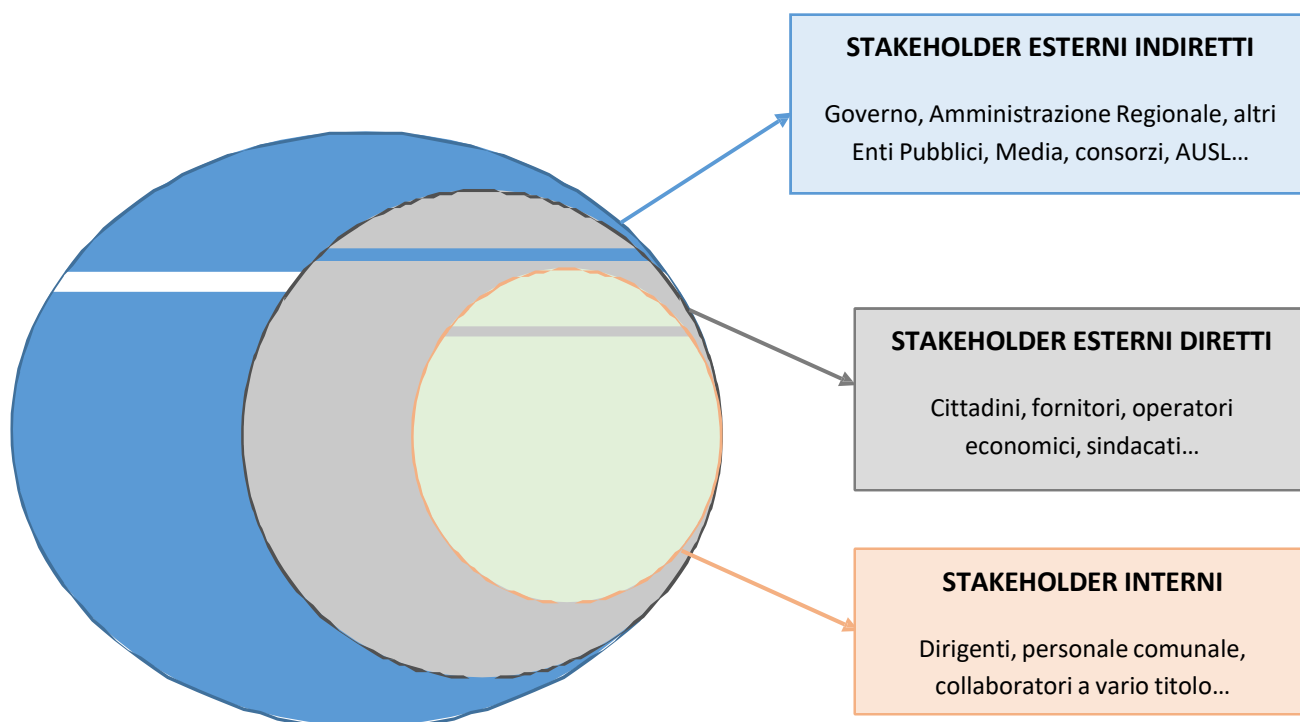 STAKEHOLDER ESTERNI INDIRETTI
Governo, Amministrazione Regionale, altri
Enti Pubblici, Media, consorzi, AUSL…
STAKEHOLDER ESTERNI DIRETTI
Cittadini, fornitori, operatori
economici, sindacati…
STAKEHOLDER INTERNI
Dirigenti, personale comunale,
collaboratori a vario titolo…